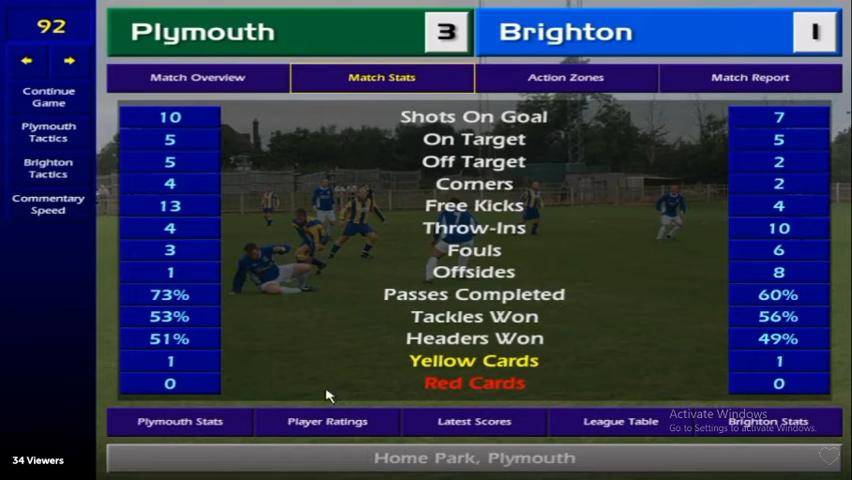 92
Plymouth 3 Brighton 1
Match Overview Match Stats Action Zones Match Report
Continue
Game
Plymouth
Tactics
Brighton
Tactics
Commentary
Speed
10 Shots On Goal 7
5 On Target 5
5 Off Target 2
4 Corners 2
13 Free Kicks 4
4 Throw-Ins 10
3 Fouls 6
1 Offsides 8
73% Passes Completed 60%
53% Tackles Won 56%
51% Headers Won 49%
1 Yellow Cards 1
0 Red Cards 0
Plymouth Stats Player Ratings Latest Scores League Table Brighton Stats
Activate Windows
Go to Settings to activate Windows.
Home Park, Plymouth
34 Viewers